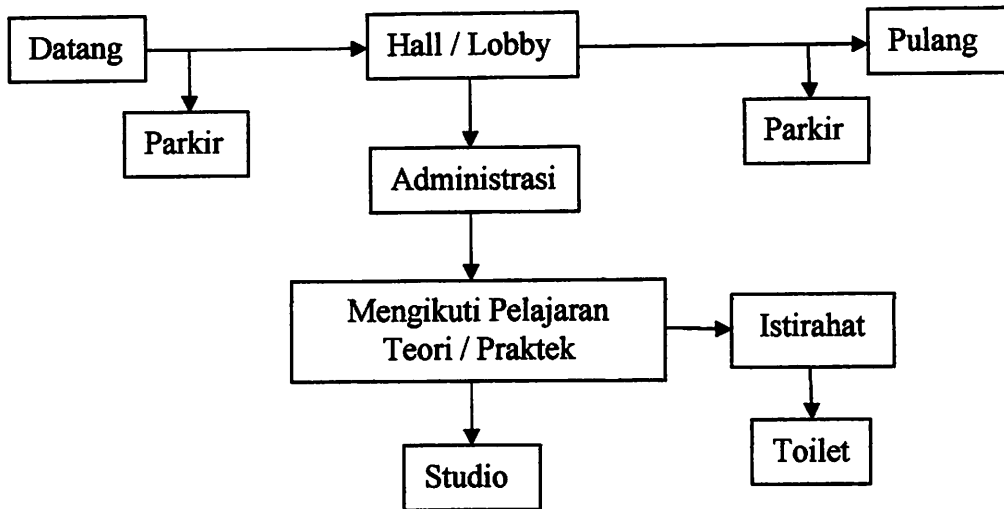 Datang
Hall / Lobby
Pulang
Parkir
Parkir
Administrasi
Mengikuti Pelajaran
Teori / Praktek
Istirahat
Studio
Toilet